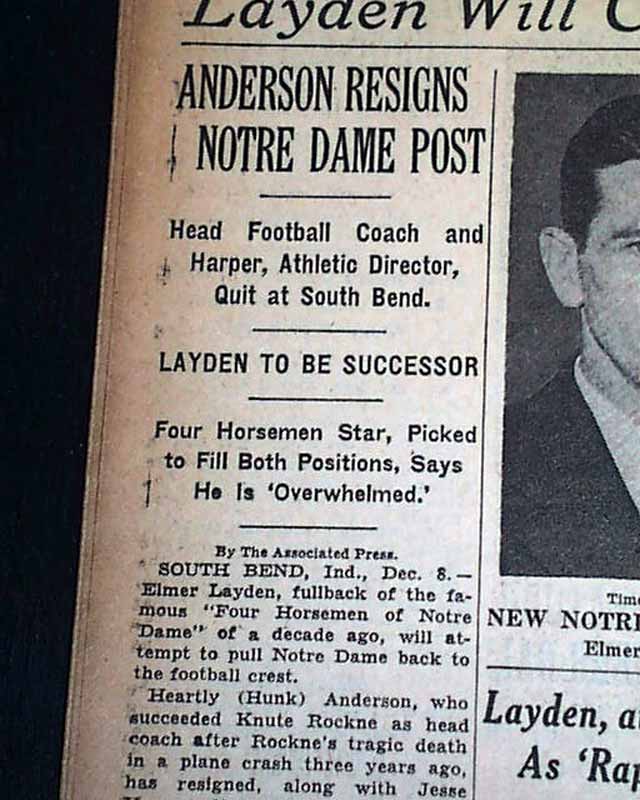 Layden Will
ANDERSON RESIGNS
NOTRE DAME POST
Head Football Coach and
Harper, Athletic Director,
Quit at South Bend.
LAYDEN TO BE SUCCESSOR
Four Horsemen Star, Picked
to Fill Both Positions, Says
He Is 'Overwhelmed.'
By The Associated Press.
SOUTH BEND, Ind., Dec. 8.—
Elmer Layden, fullback of the fa-
mous "Four Horsemen of Notre
Dame" of a decade ago, will at-
tempt to pull Notre Dame back to
the football crest.
Heartly (Hunk) Anderson, who
succeeded Knute Rockne as head
coach after Rockne's tragic death
in a plane crash three years ago,
has resigned, along with Jesse
NEW NOTR
Elmer
Layden, a
As 'Ra